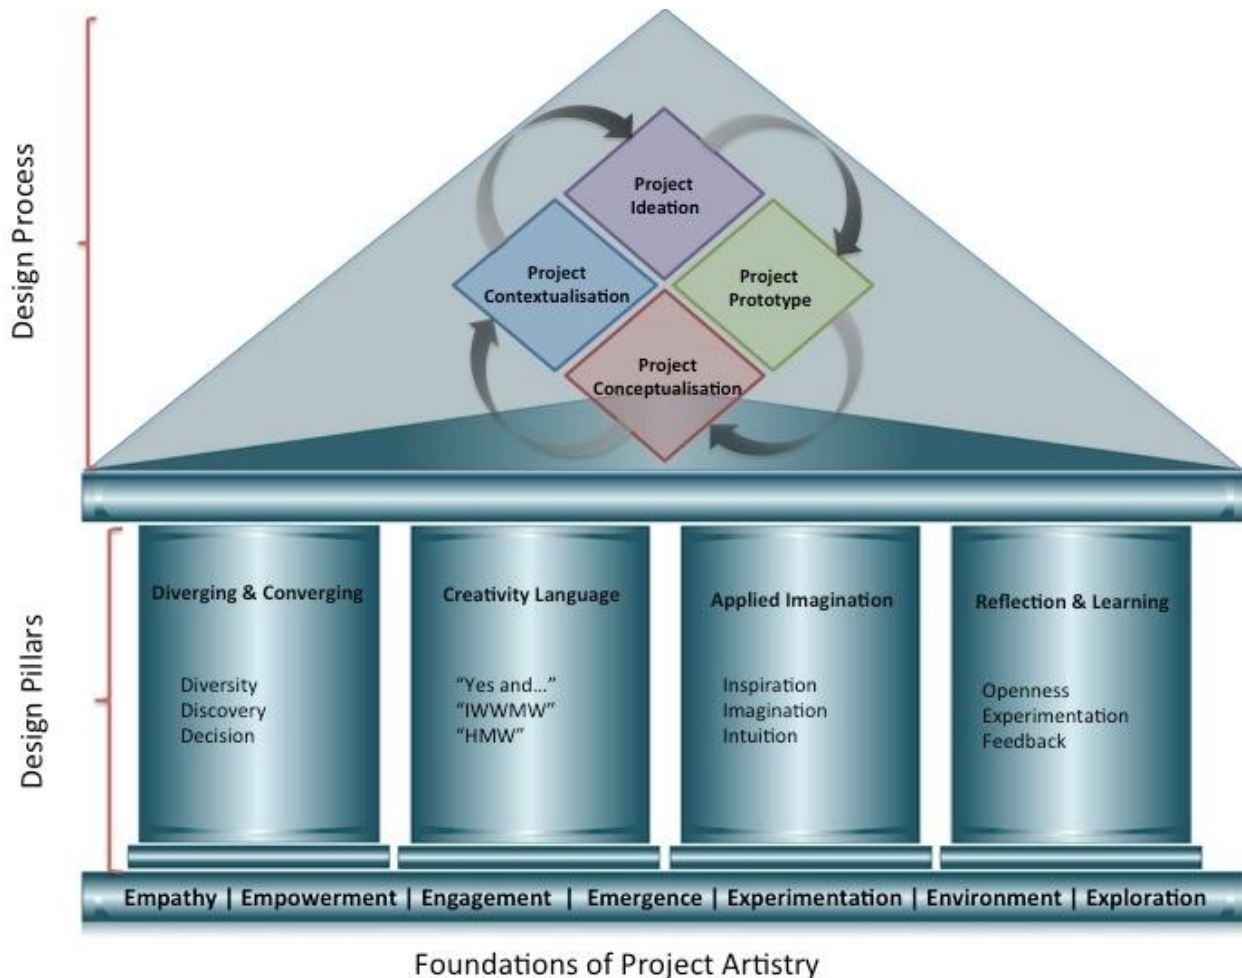 Design Process
Project
Ideation
Project
Contextualisation
Project
Prototype
Project
Conceptualisation
Design Pillars
Diverging & Converging
Diversity
Discovery
Decision
Creativity Language
“Yes and...”
“IWWMW”
“HMW”
Applied Imagination
Inspiration
Imagination
Intuition
Reflection & Learning
Openness
Experimentation
Feedback
Empathy | Empowerment | Engagement | Emergence | Experimentation | Environment | Exploration
Foundations of Project Artistry